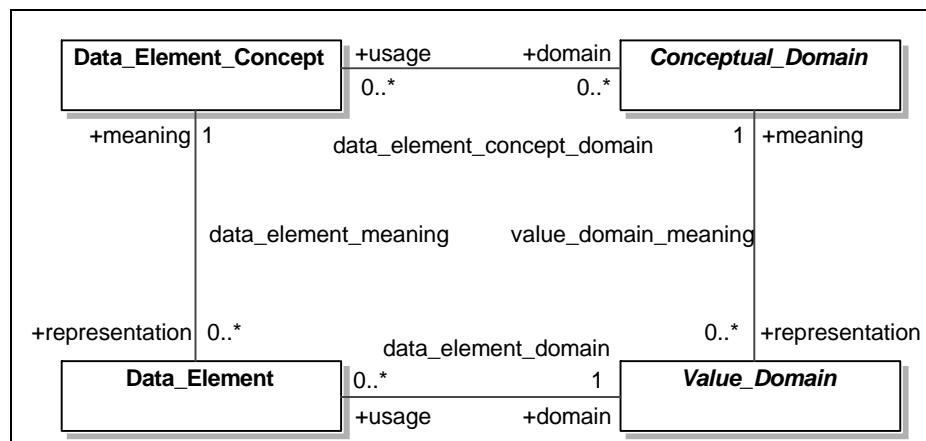 Data_Element_Concept +usage +domain Conceptual_Domain
0..* 0..*
+meaning 1 data_element_concept_domain 1 +meaning
data_element_meaning value_domain_meaning
+representation 0..* 0..* +representation
data_element_domain
Data_Element 0..* 1 Value_Domain
+usage +domain